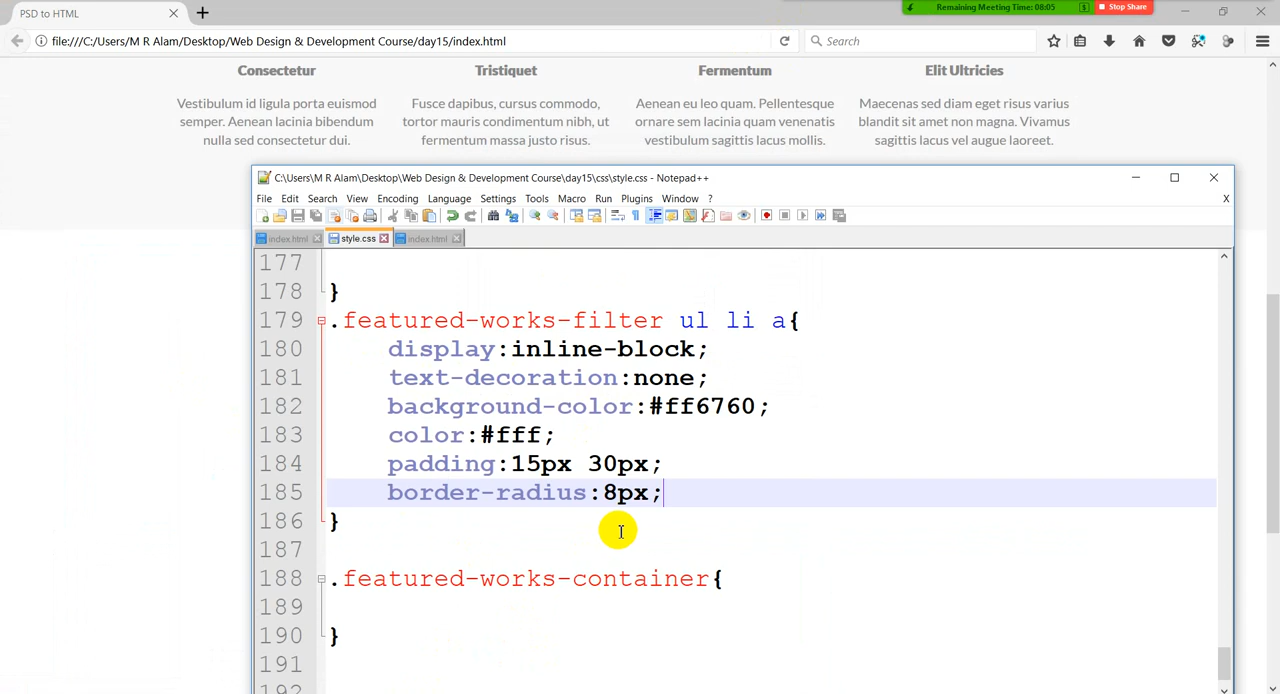 PSD to HTML
Remaining Meeting Time: 08:05
Stop Share
file:///C:/Users/M R Alam/Desktop/Web Design & Development Course/day15/index.html
Search
Consectetur
Tristiquet
Fermentum
Elit Ultricies
Vestibulum id ligula porta euismod
semper. Aenean lacinia bibendum
nulla sed consectetur dui.
Fusce dapibus, cursus commodo,
tortor mauris condimentum nibh, ut
fermentum massa justo risus.
Aenean eu leo quam. Pellentesque
ornare sem lacinia quam venenatis
vestibulum sagittis lacus mollis.
Maecenas sed diam eget risus varius
blandit sit amet non magna. Vivamus
sagittis lacus vel augue laoreet.
C:\Users\M R Alam\Desktop\Web Design & Development Course\day15\css\style.css - Notepad++
File Edit Search View Encoding Language Settings Tools Macro Run Plugins Window ? X
index.html style.css index.html
177
178 }
179 .featured-works-filter ul li a{
180 display:inline-block;
181 text-decoration:none;
182 background-color:#ff6760;
183 color:#fff;
184 padding:15px 30px;
185 border-radius:8px;
186 }
187
188 .featured-works-container{
189
190 }
191
192